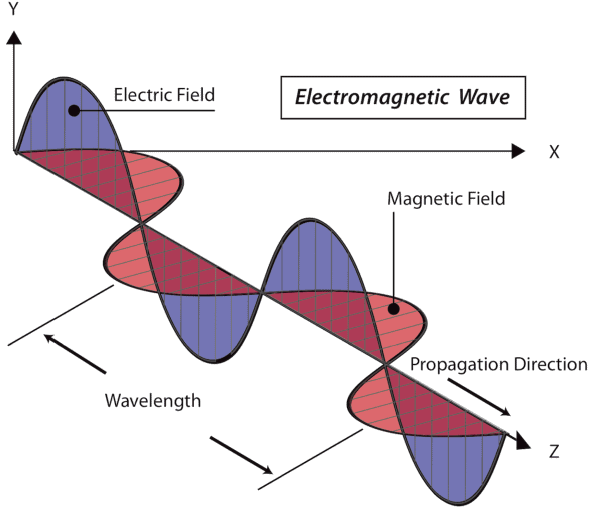 Y
Electric Field
Electromagnetic Wave
X
Magnetic Field
Propagation Direction
Wavelength
Z